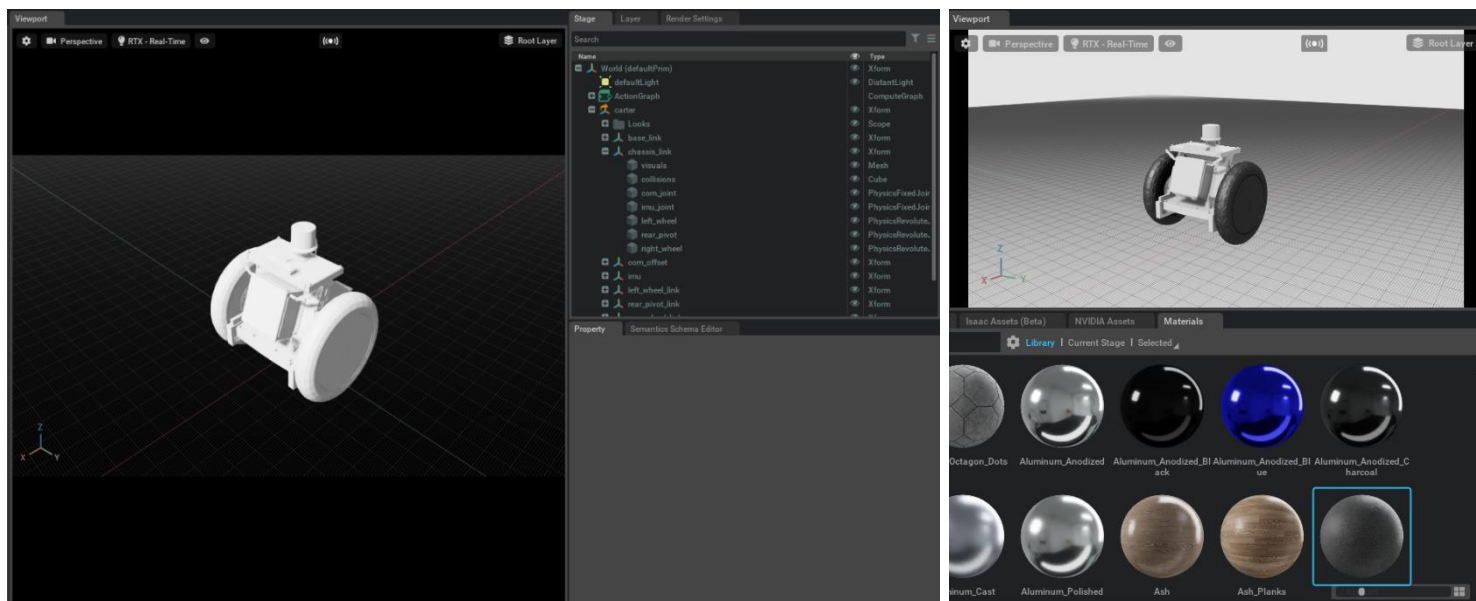 Viewport
Perspective
RTX - Real-Time
Root Layer
X
Y
Z
Stage Layer Render Settings
Search
Name Type
World (defaultPrim) Xform
defaultLight DistantLight
ActionGraph ComputeGraph
carter Xform
Looks Scope
base_link Xform
chassis_link Xform
visuals Mesh
collisions Cube
com_joint PhysicsFixedJoir
imu_joint PhysicsFixedJoir
left_wheel PhysicsRevolute.
rear_pivot PhysicsRevolute.
right_wheel PhysicsRevolute.
com_offset Xform
imu Xform
left_wheel_link Xform
rear_pivot_link Xform
Property Semantics Schema Editor
Viewport
Perspective
RTX - Real-Time
Root Layer
Z
X
Y
Isaac Assets (Beta) NVIDIA Assets Materials
Library | Current Stage | Selected
Octagon_Dots Aluminum_Anodized Aluminum_Anodized_Bl Aluminum_Anodized_Bl Aluminum_Anodized_C
ack ue harcoal
inum_Cast Aluminum_Polished Ash Ash_Planks